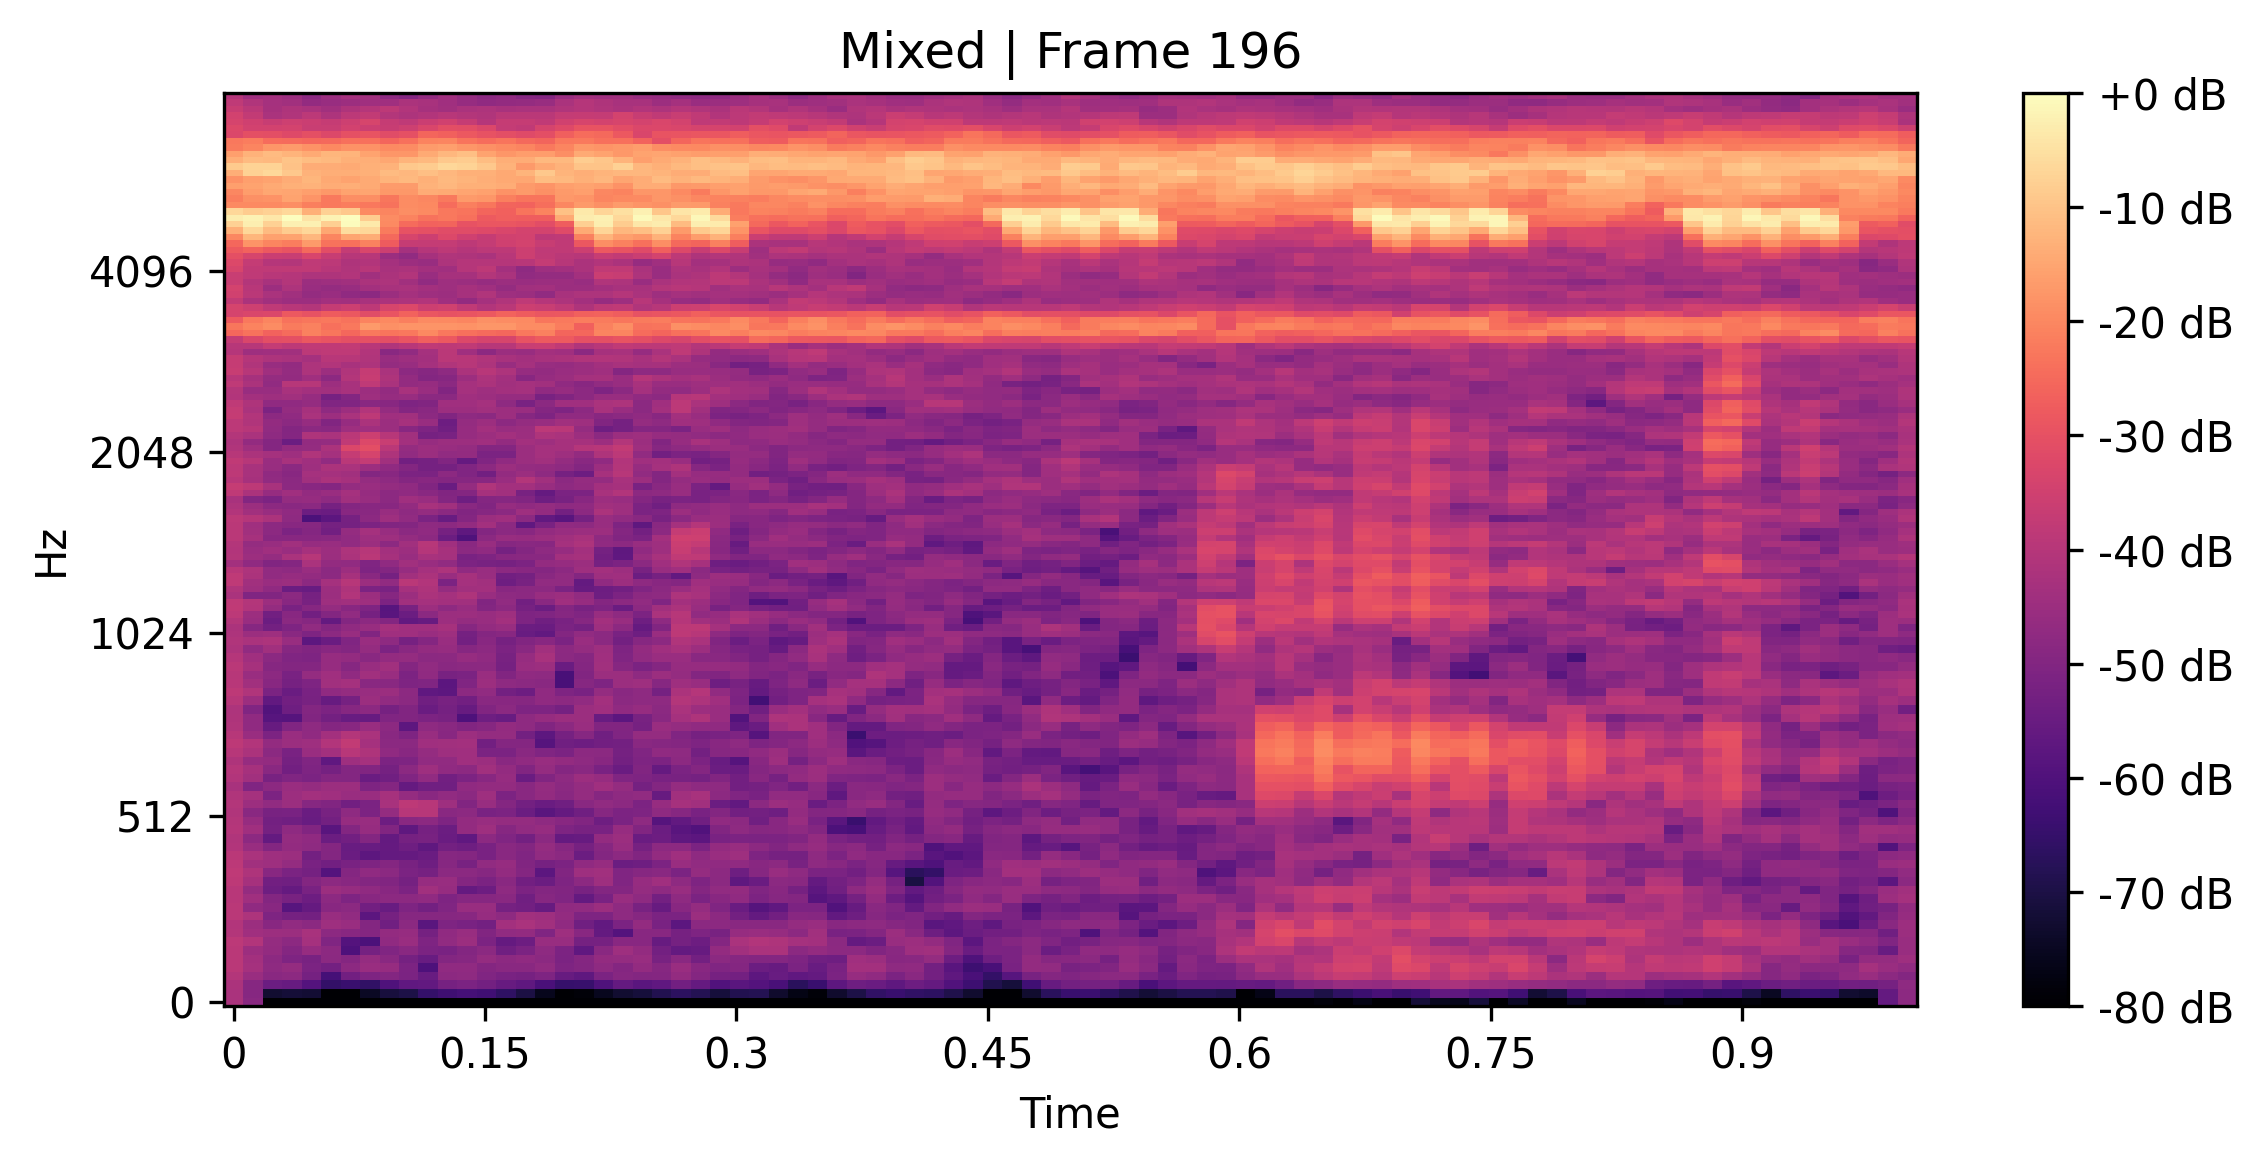 Mixed | Frame 196
Hz
4096
2048
1024
512
0
0 0.15 0.3 0.45 0.6 0.75 0.9
Time
+0 dB
-10 dB
-20 dB
-30 dB
-40 dB
-50 dB
-60 dB
-70 dB
-80 dB